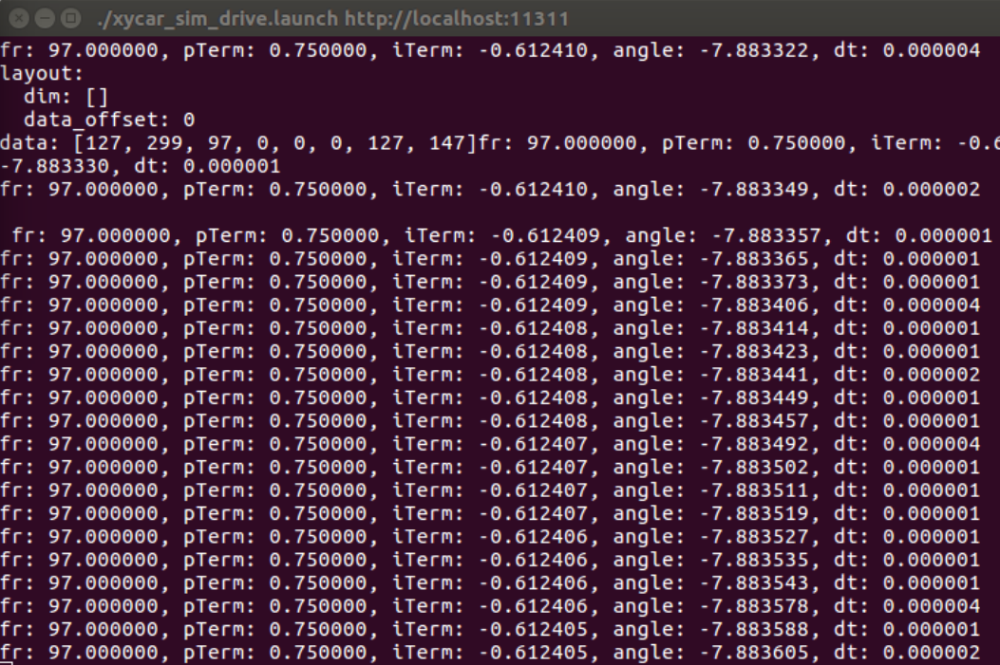 ./xycar_sim_drive.launch http://localhost:11311
fr: 97.000000, pTerm: 0.750000, iTerm: -0.612410, angle: -7.883322, dt: 0.000004
layout:
  dim: []
  data_offset: 0
data: [127, 299, 97, 0, 0, 0, 127, 147]fr: 97.000000, pTerm: 0.750000, iTerm: -0.6
-7.883330, dt: 0.000001
fr: 97.000000, pTerm: 0.750000, iTerm: -0.612410, angle: -7.883349, dt: 0.000002
 fr: 97.000000, pTerm: 0.750000, iTerm: -0.612409, angle: -7.883357, dt: 0.000001
fr: 97.000000, pTerm: 0.750000, iTerm: -0.612409, angle: -7.883365, dt: 0.000001
fr: 97.000000, pTerm: 0.750000, iTerm: -0.612409, angle: -7.883373, dt: 0.000001
fr: 97.000000, pTerm: 0.750000, iTerm: -0.612409, angle: -7.883406, dt: 0.000004
fr: 97.000000, pTerm: 0.750000, iTerm: -0.612408, angle: -7.883414, dt: 0.000001
fr: 97.000000, pTerm: 0.750000, iTerm: -0.612408, angle: -7.883423, dt: 0.000001
fr: 97.000000, pTerm: 0.750000, iTerm: -0.612408, angle: -7.883441, dt: 0.000002
fr: 97.000000, pTerm: 0.750000, iTerm: -0.612408, angle: -7.883449, dt: 0.000001
fr: 97.000000, pTerm: 0.750000, iTerm: -0.612408, angle: -7.883457, dt: 0.000001
fr: 97.000000, pTerm: 0.750000, iTerm: -0.612407, angle: -7.883492, dt: 0.000004
fr: 97.000000, pTerm: 0.750000, iTerm: -0.612407, angle: -7.883502, dt: 0.000001
fr: 97.000000, pTerm: 0.750000, iTerm: -0.612407, angle: -7.883511, dt: 0.000001
fr: 97.000000, pTerm: 0.750000, iTerm: -0.612407, angle: -7.883519, dt: 0.000001
fr: 97.000000, pTerm: 0.750000, iTerm: -0.612406, angle: -7.883527, dt: 0.000001
fr: 97.000000, pTerm: 0.750000, iTerm: -0.612406, angle: -7.883535, dt: 0.000001
fr: 97.000000, pTerm: 0.750000, iTerm: -0.612406, angle: -7.883543, dt: 0.000001
fr: 97.000000, pTerm: 0.750000, iTerm: -0.612406, angle: -7.883578, dt: 0.000004
fr: 97.000000, pTerm: 0.750000, iTerm: -0.612405, angle: -7.883588, dt: 0.000001
fr: 97.000000, pTerm: 0.750000, iTerm: -0.612405, angle: -7.883605, dt: 0.000002